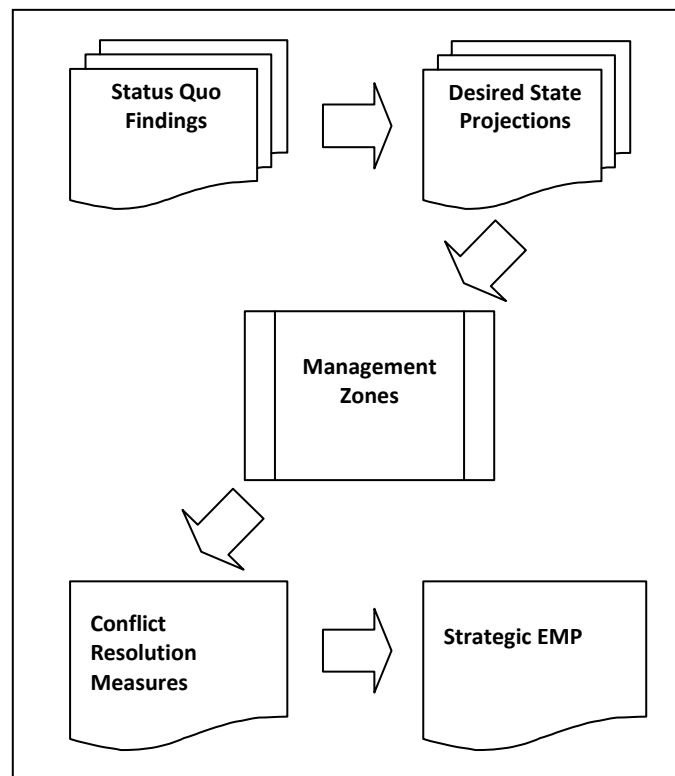 Status Quo
Findings
Desired State
Projections
Management
Zones
Conflict
Resolution
Measures
Strategic EMP